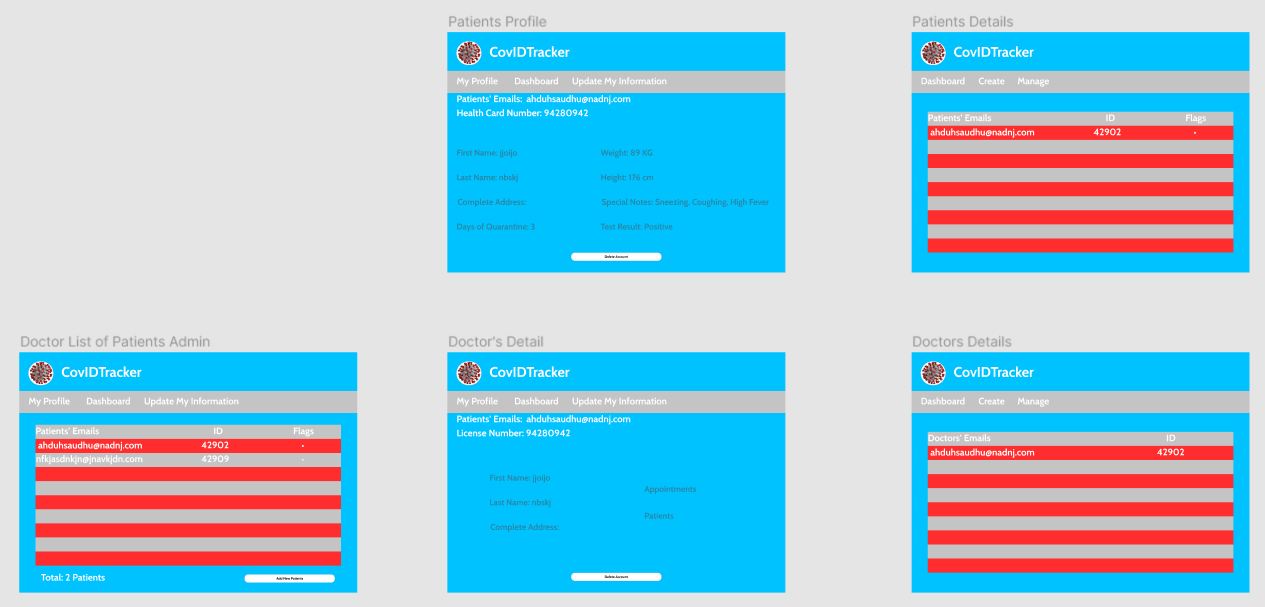 Patients Profile
CovIDTracker
My Profile Dashboard Update My Information
Patients' Emails: ahduhsaudhu@nadnj.com
Health Card Number: 94280942
First Name: jjoljo Weight: 89 KG
Last Name: nbskj Height: 176 cm
Complete Address: Special Notes: Sneezing, Coughing, High Fever
Days of Quarantine: 3 Test Result: Positive
Delete Account
Patients Details
CovIDTracker
Dashboard Create Manage
Patients' Emails ID Flags
ahduhsaudhu@nadnj.com 42902 -
Doctor List of Patients Admin
CovIDTracker
My Profile Dashboard Update My Information
Patients' Emails ID Flags
ahduhsaudhu@nadnj.com 42902 -
nfkjasdnkjn@jnavkjdn.com 42909 -
Total: 2 Patients
Add New Patients
Doctor's Detail
CovIDTracker
My Profile Dashboard Update My Information
Patients' Emails: ahduhsaudhu@nadnj.com
License Number: 94280942
First Name: jjoljo
Appointments
Last Name: nbskj
Patients
Complete Address:
Delete Account
Doctors Details
CovIDTracker
Dashboard Create Manage
Doctors' Emails ID
ahduhsaudhu@nadnj.com 42902